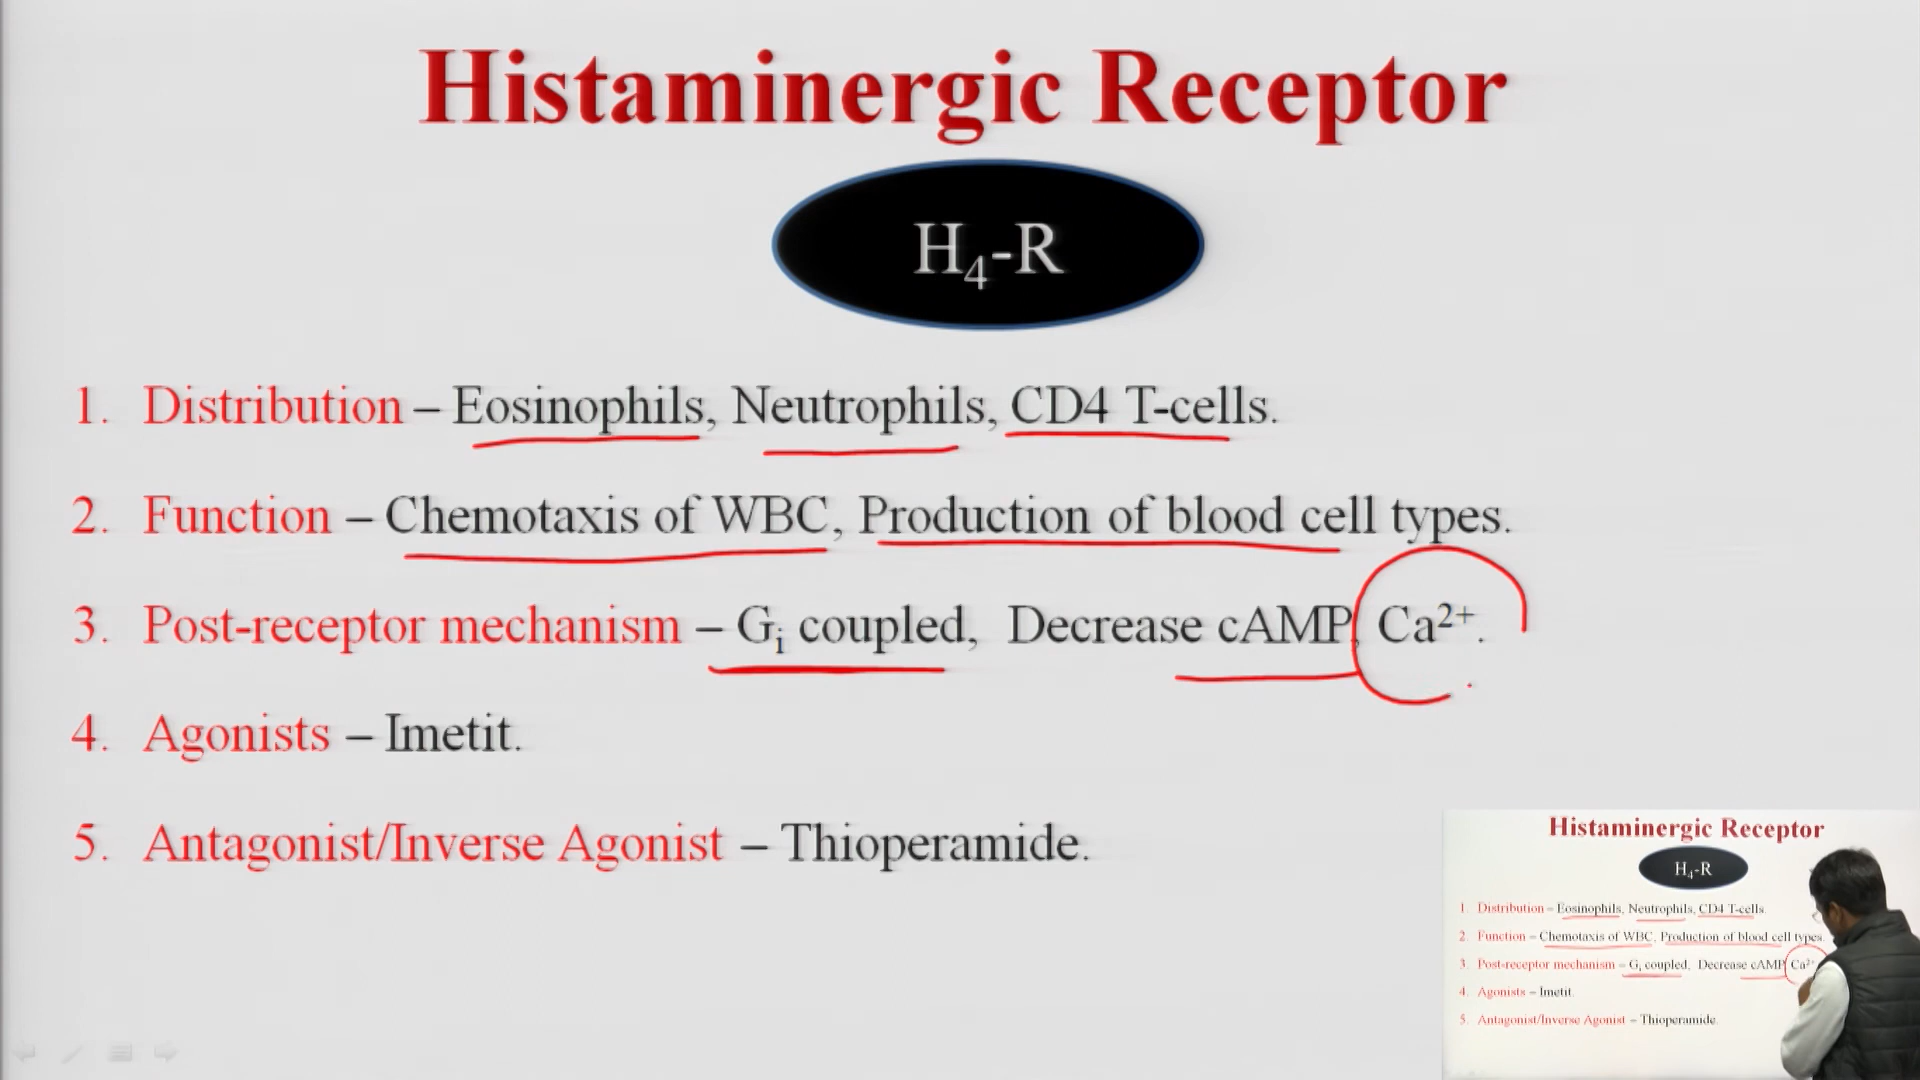 Histaminergic Receptor
H₄-R
1. Distribution – Eosinophils, Neutrophils, CD4 T-cells.
2. Function – Chemotaxis of WBC, Production of blood cell types.
3. Post-receptor mechanism – Gᵢ coupled, Decrease cAMP, Ca²⁺.
4. Agonists – Imetit.
5. Antagonist/Inverse Agonist – Thioperamide.
Histaminergic Receptor
H₄-R
1. Distribution – Eosinophils, Neutrophils, CD4 T-cells.
2. Function – Chemotaxis of WBC, Production of blood cell types.
3. Post-receptor mechanism – Gᵢ coupled, Decrease cAMP Ca²⁺
4. Agonists – Imetit.
5. Antagonist/Inverse Agonist – Thioperamide.